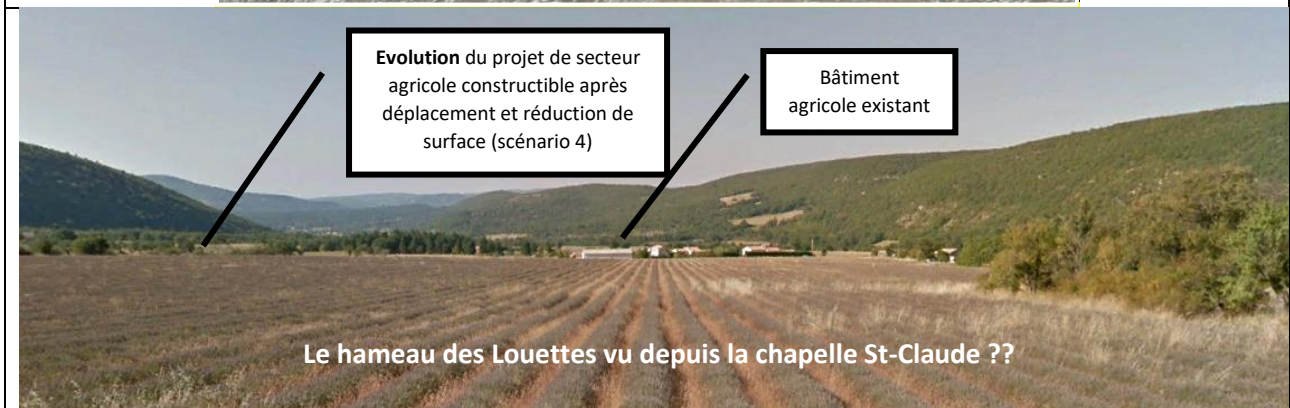 Evolution du projet de secteur
agricole constructible après
déplacement et réduction de
surface (scénario 4)
Bâtiment
agricole existant
Le hameau des Louettes vu depuis la chapelle St-Claude ??